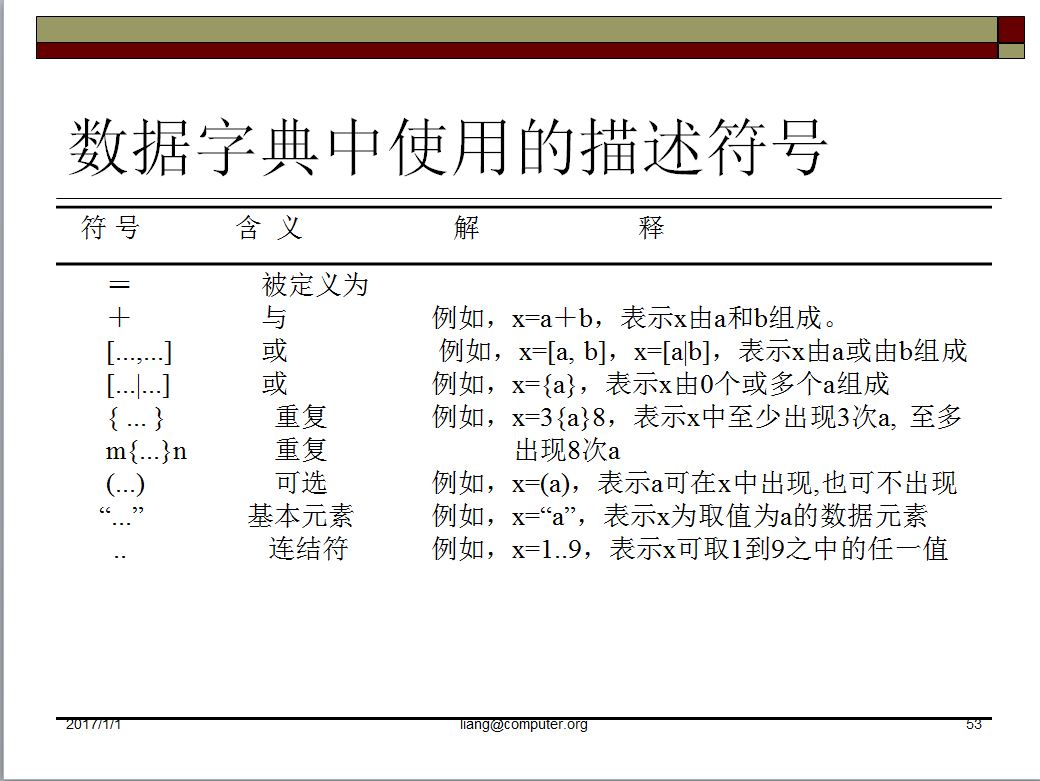 数据字典中使用的描述符号
符 号 含 义 解 释
＝ 被定义为
＋ 与 例如，x=a＋b，表示x由a和b组成。
[...,...] 或 例如，x=[a, b]，x=[a|b]，表示x由a或由b组成
[...|...] 或 例如，x={a}，表示x由0个或多个a组成
{ ... } 重复 例如，x=3{a}8，表示x中至少出现3次a, 至多
m{...}n 重复 出现8次a
(...) 可选 例如，x=(a)，表示a可在x中出现,也可不出现
“...” 基本元素 例如，x=“a”，表示x为取值为a的数据元素
.. 连结符 例如，x=1..9，表示x可取1到9之中的任一值
2017/1/1 liang@computer.org 53